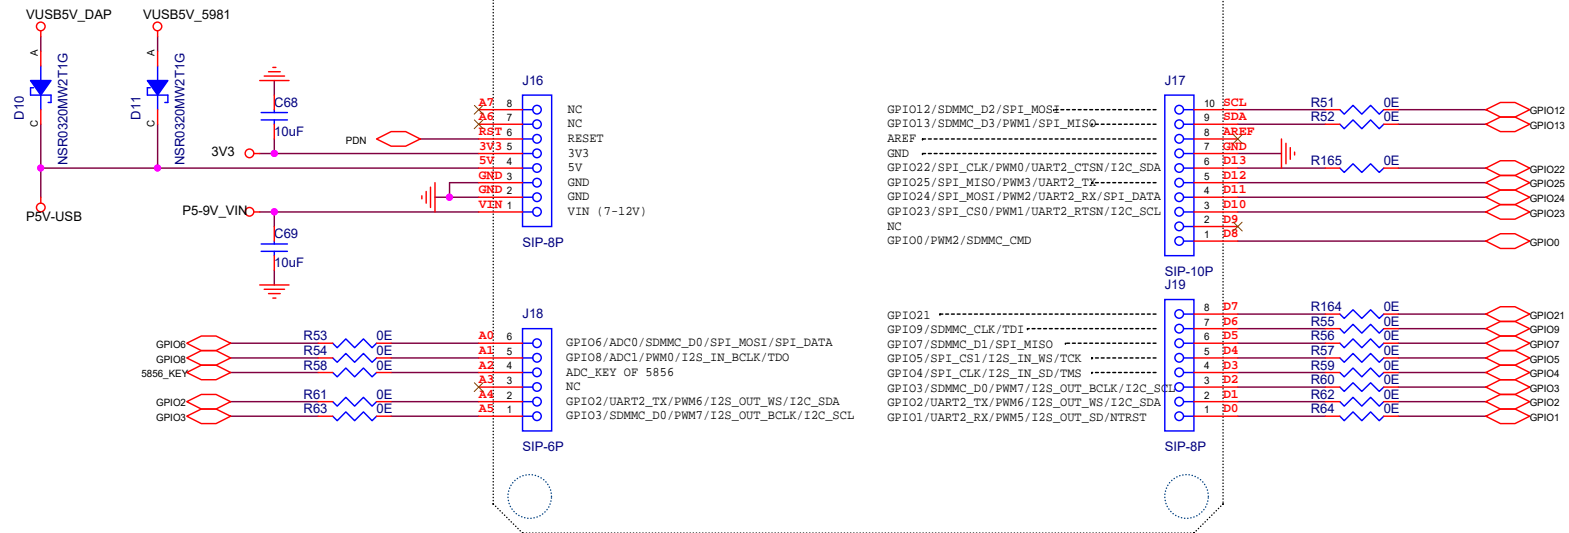 VUSB5V_DAP
VUSB5V_5981
A
A
D10
NSR0320MW2T1G
D11
NSR0320MW2T1G
C
C
P5V-USB
C68
10uF
3V3
PDN
P5-9V_VIN
C69
10uF
J16
A7 8 NC
A6 7 NC
RST 6 RESET
3V3 5 3V3
5V 4 5V
GND 3 GND
GND 2 GND
VIN 1 VIN (7-12V)
SIP-8P
J18
GPIO6 R53 0E A0 6 GPIO6/ADC0/SDMMC_D0/SPI_MOSI/SPI_DATA
GPIO8 R54 0E A1 5 GPIO8/ADC1/PWM0/I2S_IN_BCLK/TDO
5856_KEY R58 0E A2 4 ADC_KEY OF 5856
A3 3 NC
GPIO2 R61 0E A4 2 GPIO2/UART2_TX/PWM6/I2S_OUT_WS/I2C_SDA
GPIO3 R63 0E A5 1 GPIO3/SDMMC_D0/PWM7/I2S_OUT_BCLK/I2C_SCL
SIP-6P
J17
GPIO12/SDMMC_D2/SPI_MOSI 10 SCL R51 0E GPIO12
GPIO13/SDMMC_D3/PWM1/SPI_MISO 9 SDA R52 0E GPIO13
AREF 8 AREF
GND 7 GND
GPIO22/SPI_CLK/PWM0/UART2_CTSN/I2C_SDA 6 D13 R165 0E GPIO22
GPIO25/SPI_MISO/PWM3/UART2_TX 5 D12 GPIO25
GPIO24/SPI_MOSI/PWM2/UART2_RX/SPI_DATA 4 D11 GPIO24
GPIO23/SPI_CS0/PWM1/UART2_RTSN/I2C_SCL 3 D10 GPIO23
NC 2 D9
GPIO0/PWM2/SDMMC_CMD 1 D8 GPIO0
SIP-10P
J19
GPIO21 8 D7 R164 0E GPIO21
GPIO9/SDMMC_CLK/TDI 7 D6 R55 0E GPIO9
GPIO7/SDMMC_D1/SPI_MISO 6 D5 R56 0E GPIO7
GPIO5/SPI_CS1/I2S_IN_WS/TCK 5 D4 R57 0E GPIO5
GPIO4/SPI_CLK/I2S_IN_SD/TMS 4 D3 R59 0E GPIO4
GPIO3/SDMMC_D0/PWM7/I2S_OUT_BCLK/I2C_SCL 3 D2 R60 0E GPIO3
GPIO2/UART2_TX/PWM6/I2S_OUT_WS/I2C_SDA 2 D1 R62 0E GPIO2
GPIO1/UART2_RX/PWM5/I2S_OUT_SD/NTRST 1 D0 R64 0E GPIO1
SIP-8P